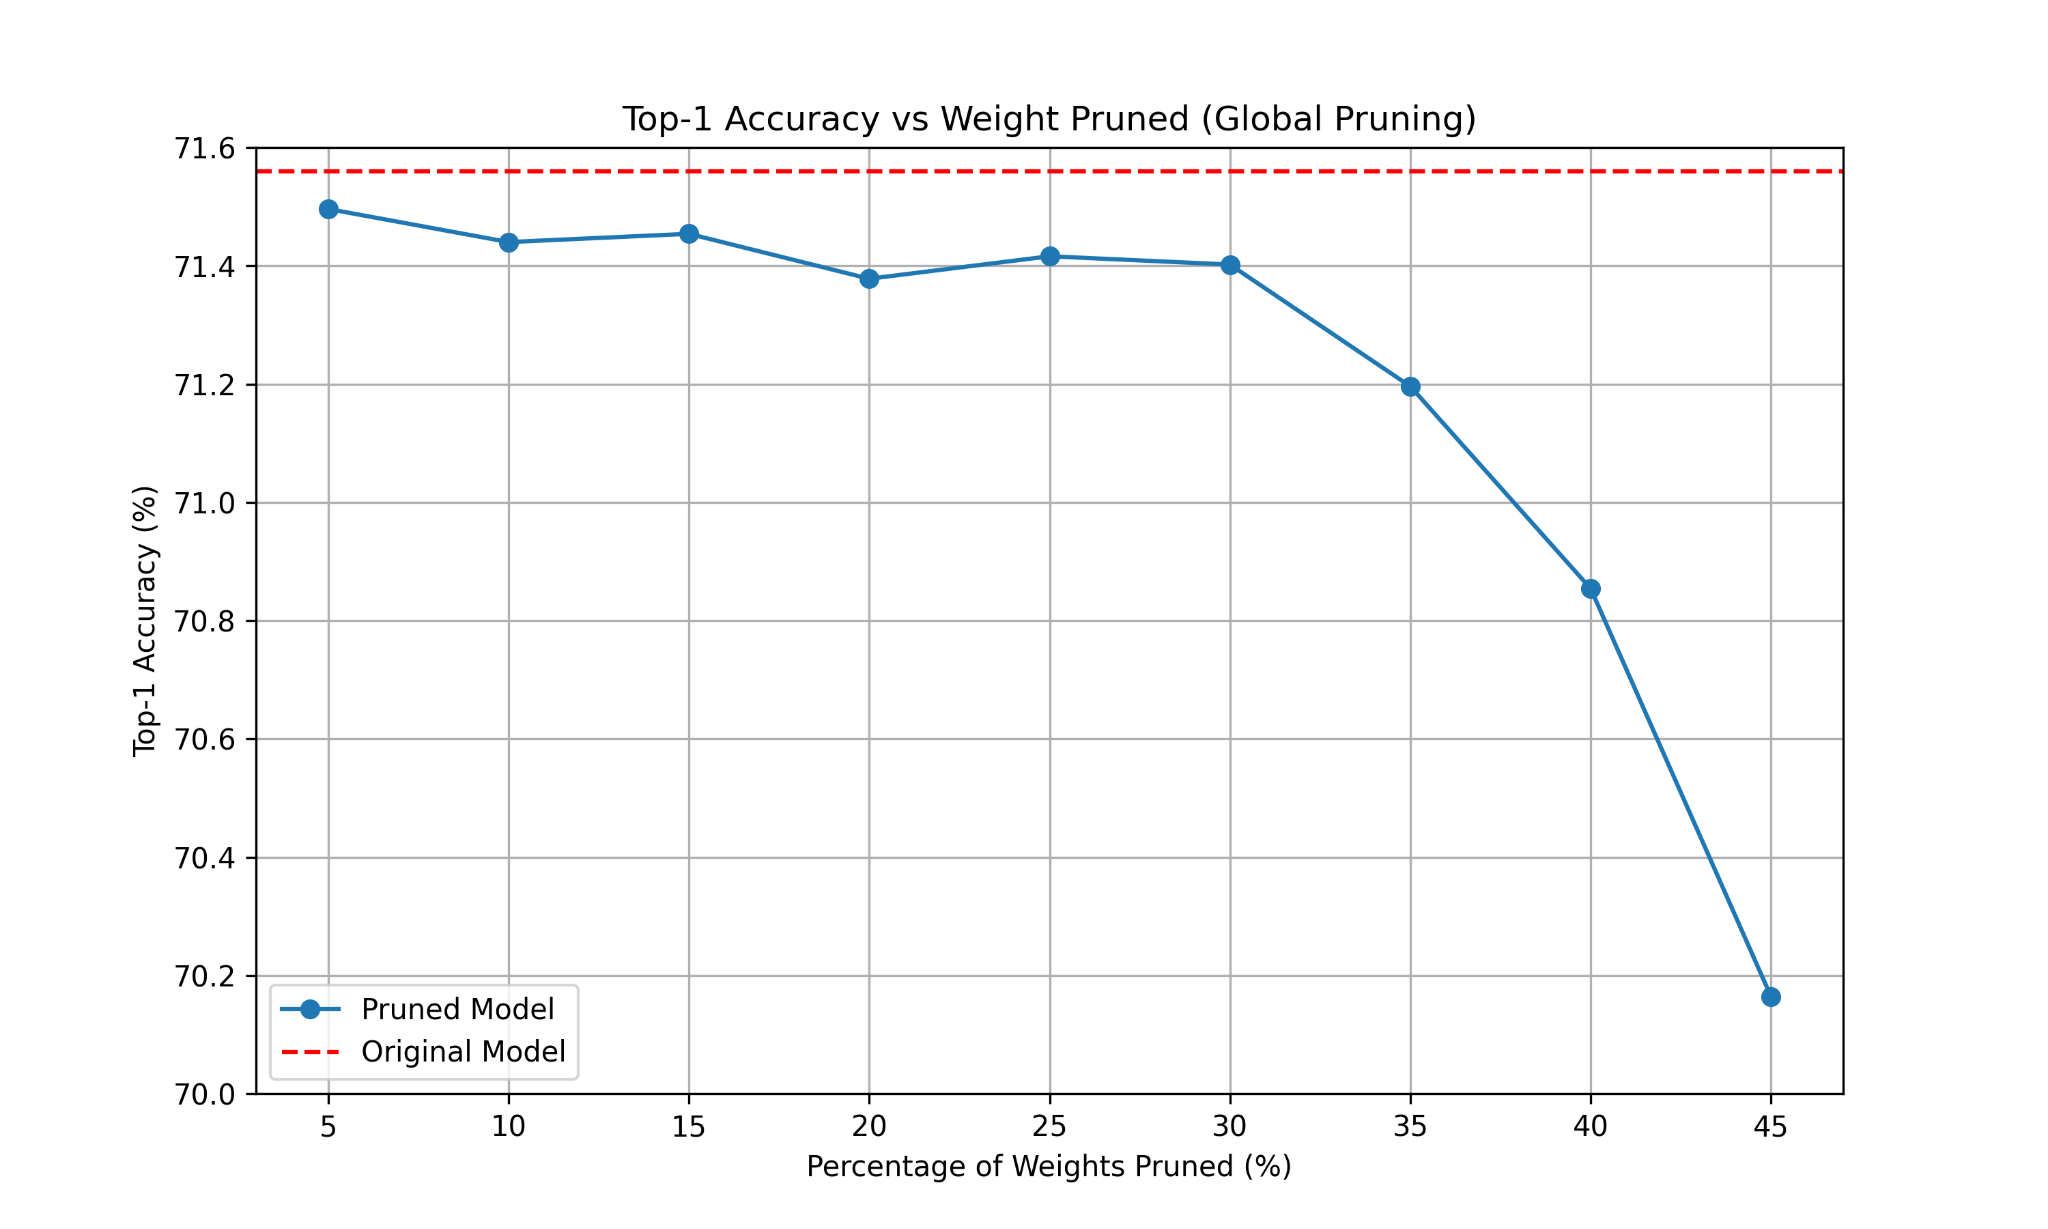 Top-1 Accuracy vs Weight Pruned (Global Pruning)
Top-1 Accuracy (%)
71.6
71.4
71.2
71.0
70.8
70.6
70.4
70.2
70.0
Pruned Model
Original Model
5 10 15 20 25 30 35 40 45
Percentage of Weights Pruned (%)